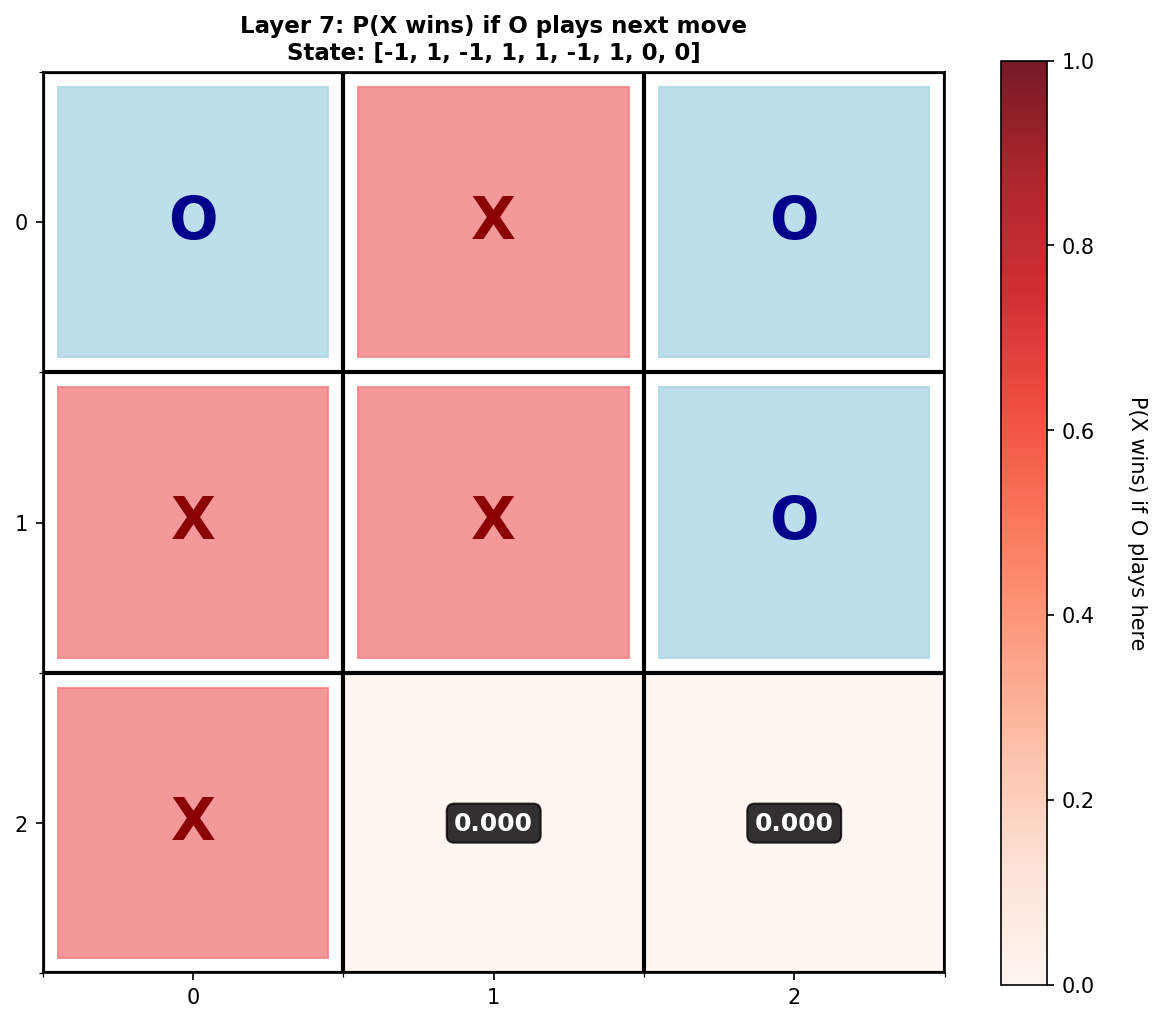 Layer 7: P(X wins) if O plays next move
State: [-1, 1, -1, 1, 1, -1, 1, 0, 0]
0
O
X
O
1
X
X
O
2
X
0.000
0.000
0
1
2
1.0
0.8
0.6
0.4
0.2
0.0
P(X wins) if O plays here